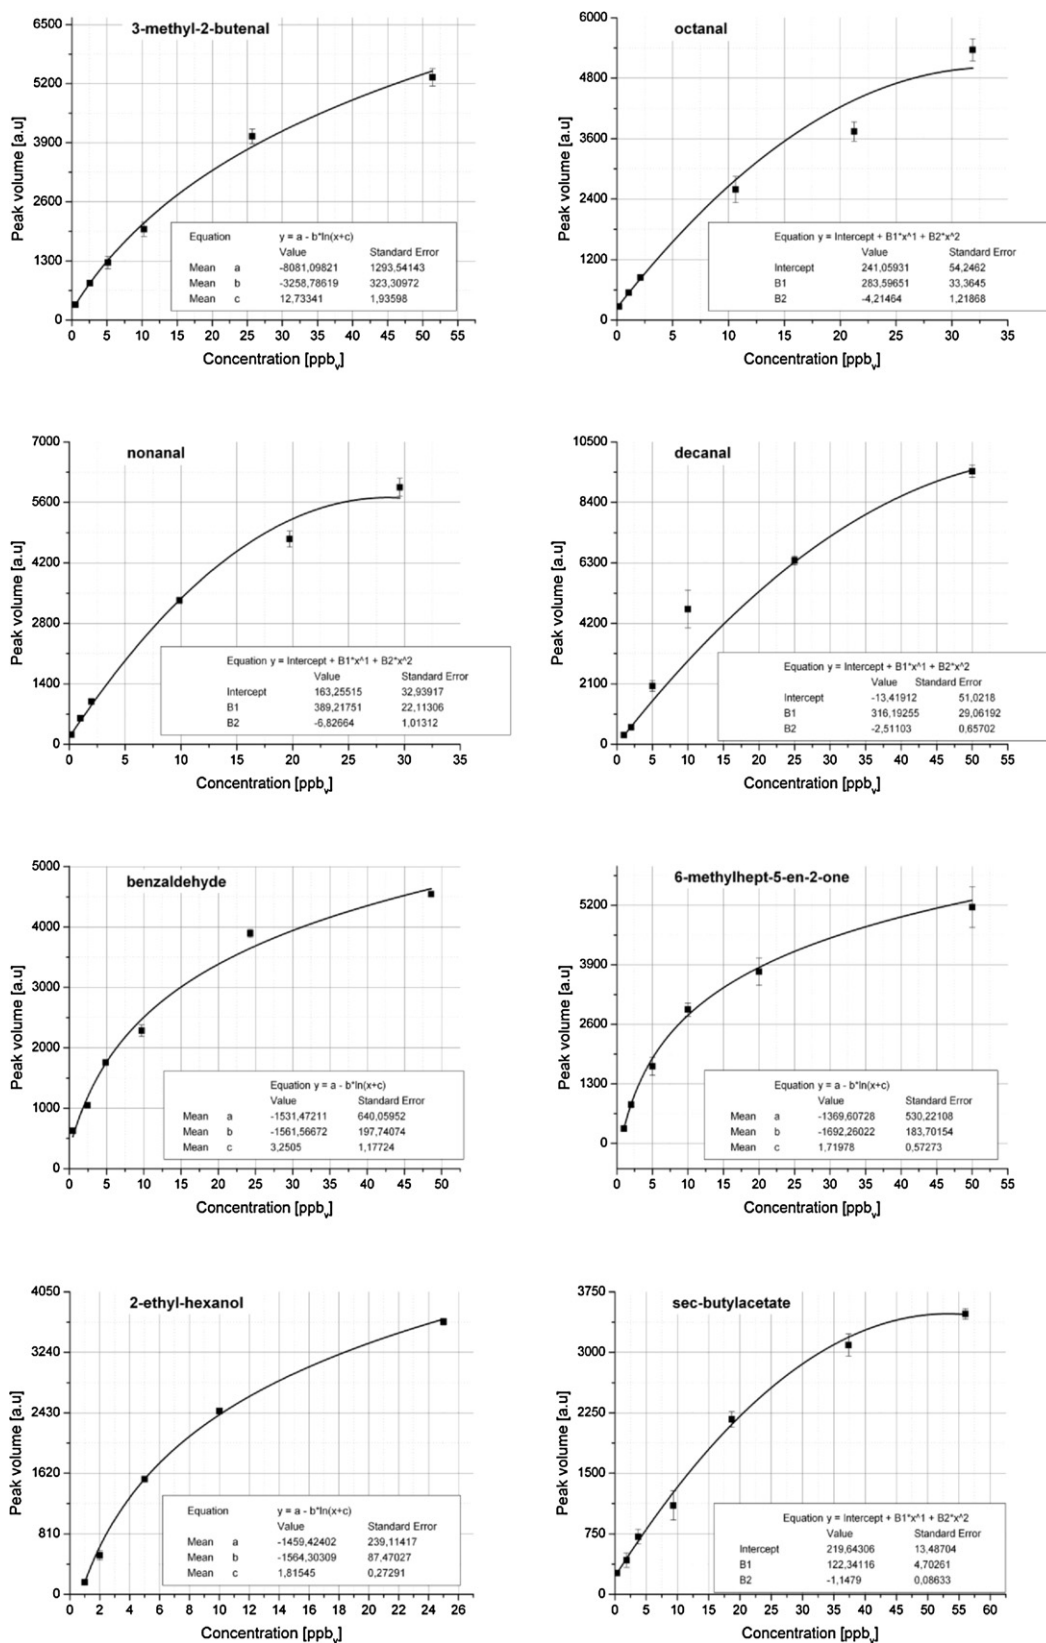 3-methyl-2-butenal
Peak volume [a.u]
6500
5200
3900
2600
1300
0
Equation y = a - b*ln(x+c)
Value Standard Error
Mean a -8081,09821 1293,54143
Mean b -3258,78619 323,30972
Mean c 12,73341 1,93598
0 5 10 15 20 25 30 35 40 45 50 55
Concentration [ppbv]
octanal
Peak volume [a.u]
6000
4800
3600
2400
1200
0
Equation y = Intercept + B1*x^1 + B2*x^2
Value Standard Error
Intercept 241,05931 54,2462
B1 283,59651 33,3645
B2 -4,21464 1,21868
0 5 10 15 20 25 30 35
Concentration [ppbv]
nonanal
Peak volume [a.u]
7000
5600
4200
2800
1400
0
Equation y = Intercept + B1*x^1 + B2*x^2
Value Standard Error
Intercept 163,25515 32,93917
B1 389,21751 22,11306
B2 -6,82664 1,01312
0 5 10 15 20 25 30 35
Concentration [ppbv]
decanal
Peak volume [a.u]
10500
8400
6300
4200
2100
0
Equation y = Intercept + B1*x^1 + B2*x^2
Value Standard Error
Intercept -13,41912 51,0218
B1 316,19255 29,06192
B2 -2,51103 0,65702
0 5 10 15 20 25 30 35 40 45 50 55
Concentration [ppbv]
benzaldehyde
Peak volume [a.u]
5000
4000
3000
2000
1000
0
Equation y = a - b*ln(x+c)
Value Standard Error
Mean a -1531,47211 640,05952
Mean b -1561,56672 197,74074
Mean c 3,2505 1,17724
0 5 10 15 20 25 30 35 40 45 50
Concentration [ppbv]
6-methylhept-5-en-2-one
Peak volume [a.u]
5200
3900
2600
1300
0
Equation y = a - b*ln(x+c)
Value Standard Error
Mean a -1369,60728 530,22108
Mean b -1692,26022 183,70154
Mean c 1,71978 0,57273
0 5 10 15 20 25 30 35 40 45 50 55
Concentration [ppbv]
2-ethyl-hexanol
Peak volume [a.u]
4050
3240
2430
1620
810
0
Equation y = a - b*ln(x+c)
Value Standard Error
Mean a -1459,42402 239,11417
Mean b -1564,30309 87,47027
Mean c 1,81545 0,27291
0 2 4 6 8 10 12 14 16 18 20 22 24 26
Concentration [ppbv]
sec-butylacetate
Peak volume [a.u]
3750
3000
2250
1500
750
0
Equation y = Intercept + B1*x^1 + B2*x^2
Value Standard Error
Intercept 219,64306 13,48704
B1 122,34116 4,70261
B2 -1,1479 0,08633
0 5 10 15 20 25 30 35 40 45 50 55 60
Concentration [ppbv]